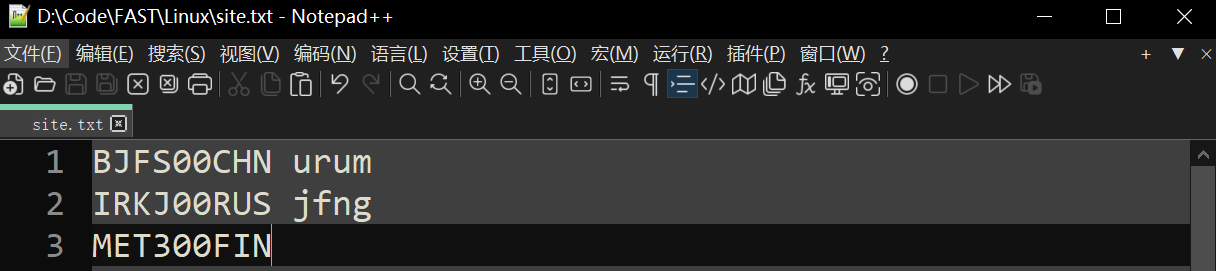 D:\Code\FAST\Linux\site.txt - Notepad++
文件(F) 编辑(E) 搜索(S) 视图(V) 编码(N) 语言(L) 设置(T) 工具(O) 宏(M) 运行(R) 插件(P) 窗口(W) ?
site.txt
1 BJFS00CHN urum
2 IRKJ00RUS jfng
3 MET300FIN